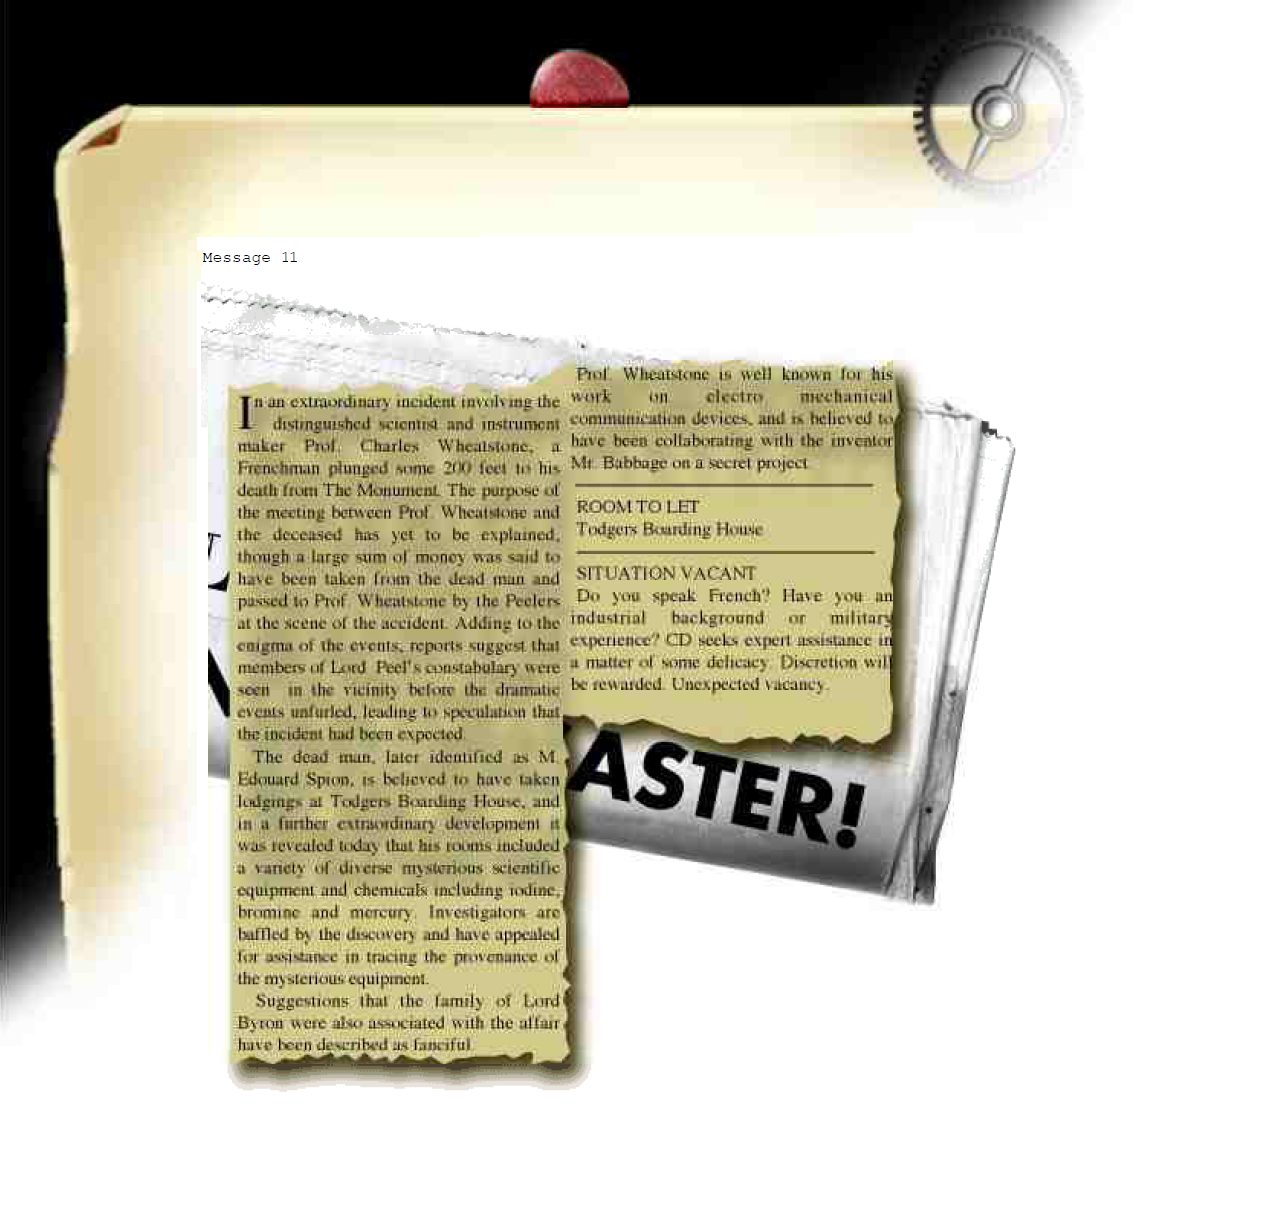 Message 11
In an extraordinary incident involving the
distinguished scientist and instrument
maker Prof. Charles Wheatstone, a
Frenchman plunged some 200 feet to his
death from The Monument. The purpose of
the meeting between Prof. Wheatstone and
the deceased has yet to be explained,
though a large sum of money was said to
have been taken from the dead man and
passed to Prof. Wheatstone by the Peelers
at the scene of the accident. Adding to the
enigma of the events, reports suggest that
members of Lord Peel's constabulary were
seen in the vicinity before the dramatic
events unfurled, leading to speculation that
the incident had been expected.
The dead man, later identified as M.
Edouard Spion, is believed to have taken
lodgings at Todgers Boarding House, and
in a further extraordinary development it
was revealed today that his rooms included
a variety of diverse mysterious scientific
equipment and chemicals including iodine,
bromine and mercury. Investigators are
baffled by the discovery and have appealed
for assistance in tracing the provenance of
the mysterious equipment.
Suggestions that the family of Lord
Byron were also associated with the affair
have been described as fanciful.
Prof. Wheatstone is well known for his
work on electro mechanical
communication devices, and is believed to
have been collaborating with the inventor
Mr. Babbage on a secret project.
ROOM TO LET
Todgers Boarding House
SITUATION VACANT
Do you speak French? Have you an
industrial background or military
experience? CD seeks expert assistance in
a matter of some delicacy. Discretion will
be rewarded. Unexpected vacancy.
ASTER!